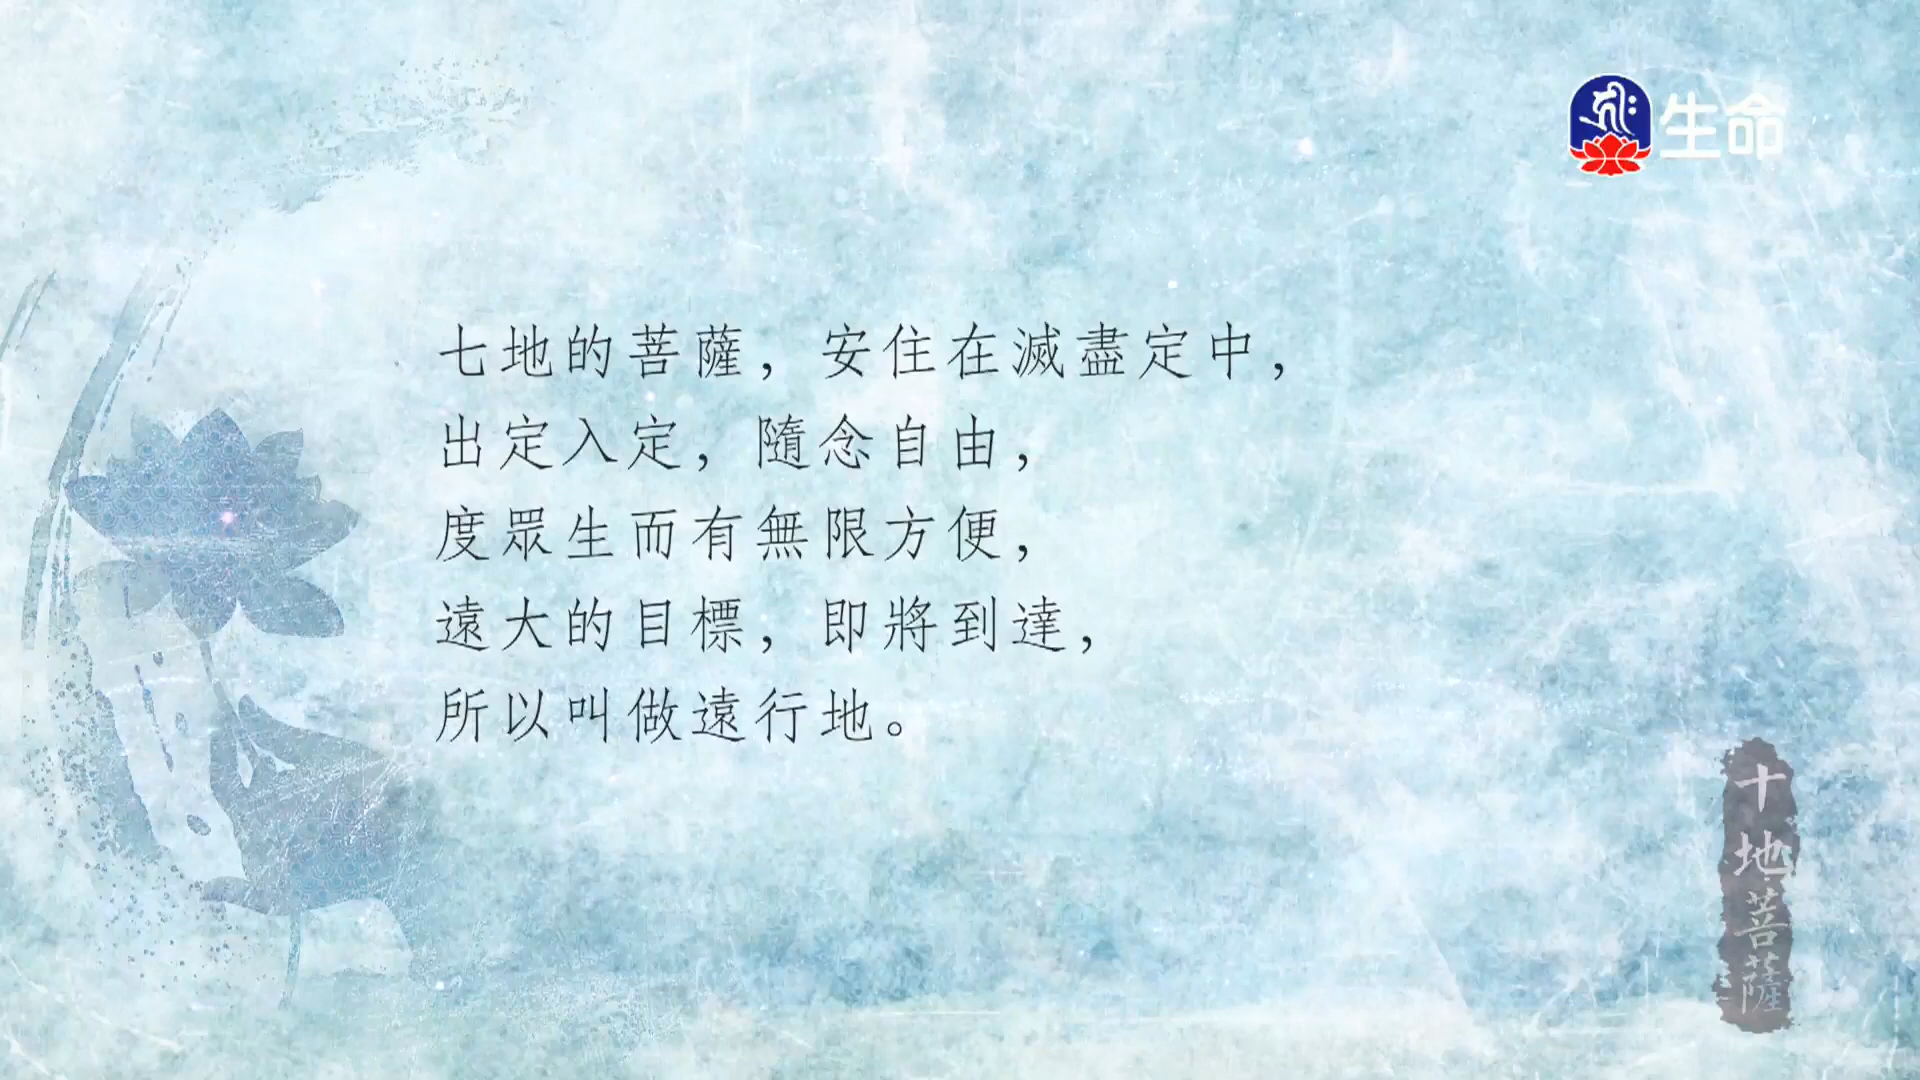 生命
七地的菩薩，安住在滅盡定中，
出定入定，隨念自由，
度眾生而有無限方便，
遠大的目標，即將到達，
所以叫做遠行地。
十地菩薩